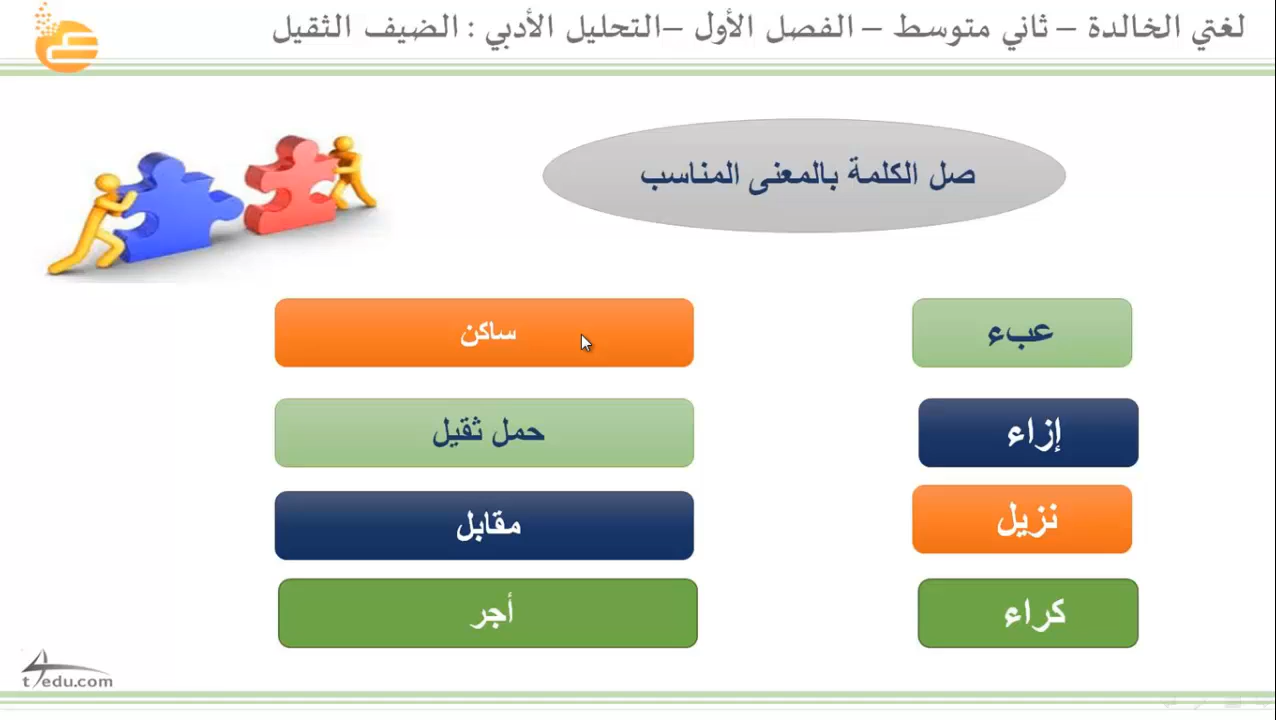 لغتي الخالدة – ثاني متوسط – الفصل الأول –التحليل الأدبي : الضيف الثقيل
صل الكلمة بالمعنى المناسب
عبء
ساكن
إزاء
حمل ثقيل
نزيل
مقابل
كراء
أجر
t4edu.com